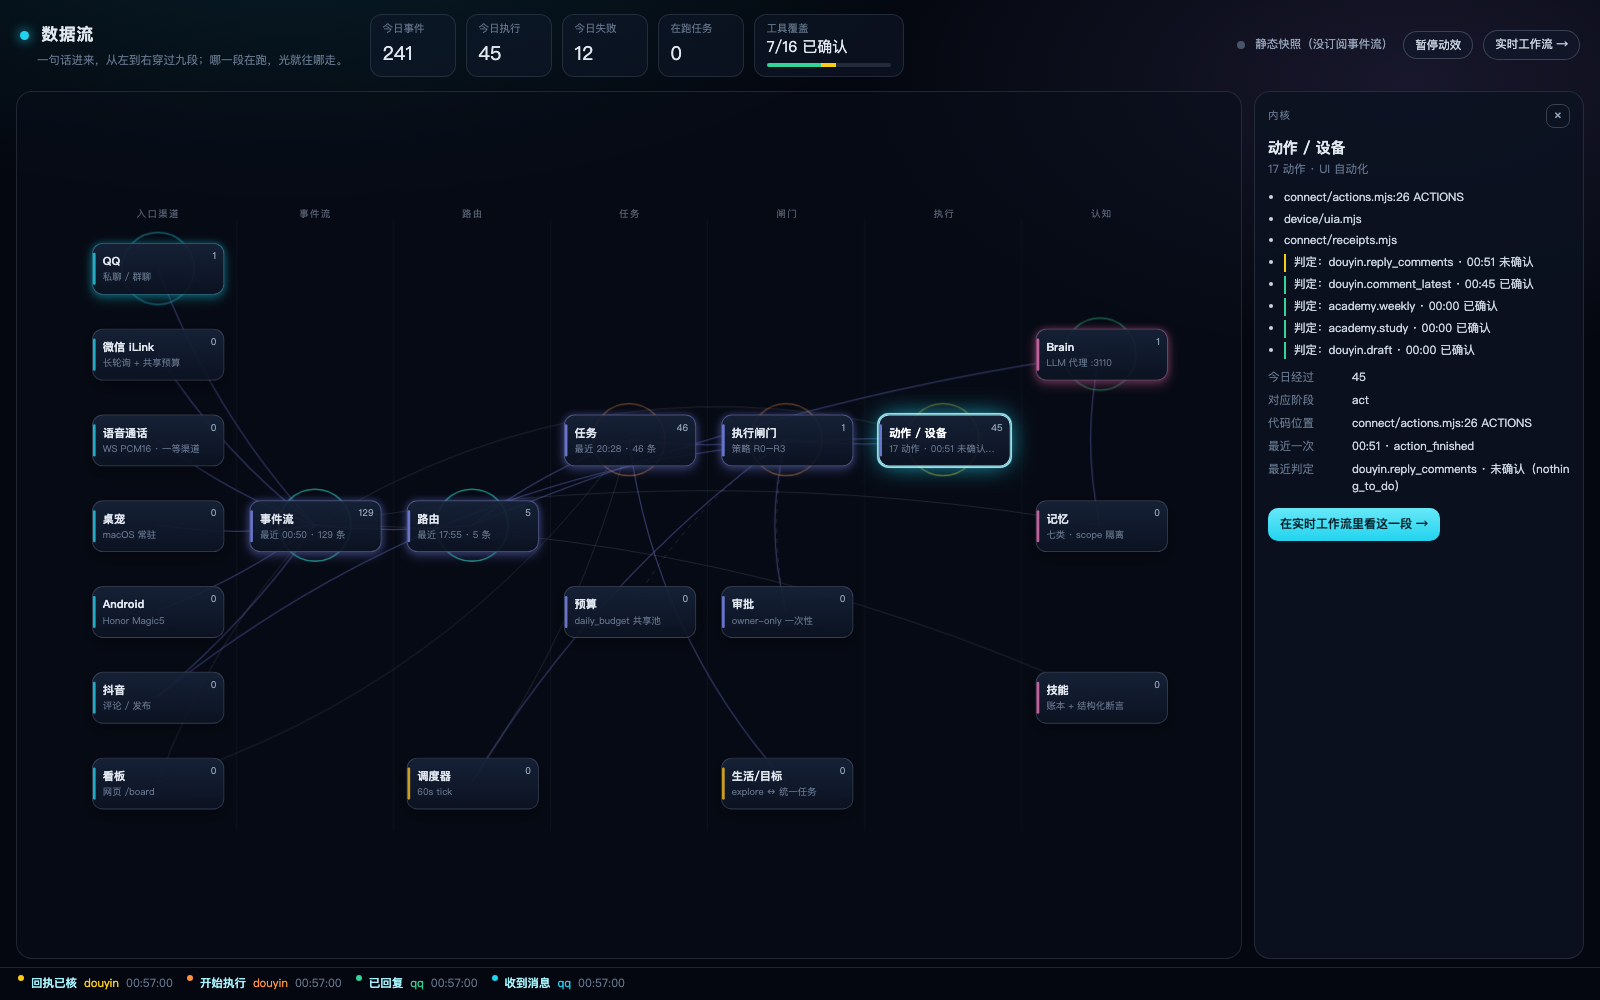 数据流
一句话进来，从左到右穿过九段；哪一段在跑，光就往哪走。
今日事件
241
今日执行
45
今日失败
12
在跑任务
0
工具覆盖
7/16 已确认
静态快照（没订阅事件流）
暂停动效
实时工作流 →
入口渠道
事件流
路由
任务
闸门
执行
认知
QQ
1
私聊 / 群聊
微信 iLink
0
长轮询 + 共享预算
Brain
1
LLM 代理 :3110
语音通话
0
WS PCM16 · 一等渠道
任务
46
最近 20:28 · 46 条
执行闸门
1
策略 R0–R3
动作 / 设备
45
17 动作 · 00:51 未确认…
桌宠
0
macOS 常驻
事件流
129
最近 00:50 · 129 条
路由
5
最近 17:55 · 5 条
记忆
0
七类 · scope 隔离
Android
0
Honor Magic5
预算
0
daily_budget 共享池
审批
0
owner-only 一次性
抖音
0
评论 / 发布
技能
0
账本 + 结构化断言
看板
0
网页 /board
调度器
0
60s tick
生活/目标
0
explore ↔ 统一任务
内核
×
动作 / 设备
17 动作 · UI 自动化
• connect/actions.mjs:26 ACTIONS
• device/uia.mjs
• connect/receipts.mjs
• 判定：douyin.reply_comments · 00:51 未确认
• 判定：douyin.comment_latest · 00:45 已确认
• 判定：academy.weekly · 00:00 已确认
• 判定：academy.study · 00:00 已确认
• 判定：douyin.draft · 00:00 已确认
今日经过 45
对应阶段 act
代码位置 connect/actions.mjs:26 ACTIONS
最近一次 00:51 · action_finished
最近判定 douyin.reply_comments · 未确认（nothin
g_to_do）
在实时工作流里看这一段 →
回执已核 douyin 00:57:00 开始执行 douyin 00:57:00 已回复 qq 00:57:00 收到消息 qq 00:57:00